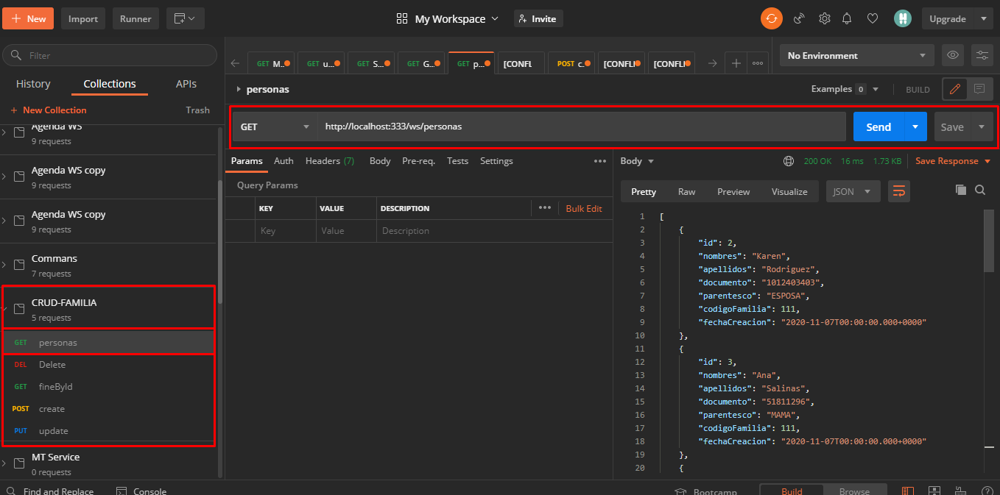 New Import Runner My Workspace Invite Upgrade
Filter
History Collections APIs
New Collection Trash
Agenda WS
9 requests
Agenda WS copy
9 requests
Agenda WS copy
9 requests
Commans
7 requests
CRUD-FAMILIA
5 requests
GET personas
DEL Delete
GET fineById
POST create
PUT update
MT Service
0 requests
GET M... GET u... GET S... GET G... GET p... [CONFL POST c... [CONFLI [CONFLI
No Environment
personas Examples 0 BUILD
GET http://localhost:333/ws/personas Send Save
Params Auth Headers (7) Body Pre-req. Tests Settings
Query Params
KEY VALUE DESCRIPTION Bulk Edit
Key Value Description
Body 200 OK 16 ms 1.73 KB Save Response
Pretty Raw Preview Visualize JSON
1 [
2 {
3 "id": 2,
4 "nombres": "Karen",
5 "apellidos": "Rodriguez",
6 "documento": "1012403403",
7 "parentesco": "ESPOSA",
8 "codigoFamilia": 111,
9 "fechaCreacion": "2020-11-07T00:00:00.000+0000"
10 },
11 {
12 "id": 3,
13 "nombres": "Ana",
14 "apellidos": "Salinas",
15 "documento": "51811296",
16 "parentesco": "MAMA",
17 "codigoFamilia": 111,
18 "fechaCreacion": "2020-11-07T00:00:00.000+0000"
19 },
20 {
Find and Replace Console Bootcamp Build Browse